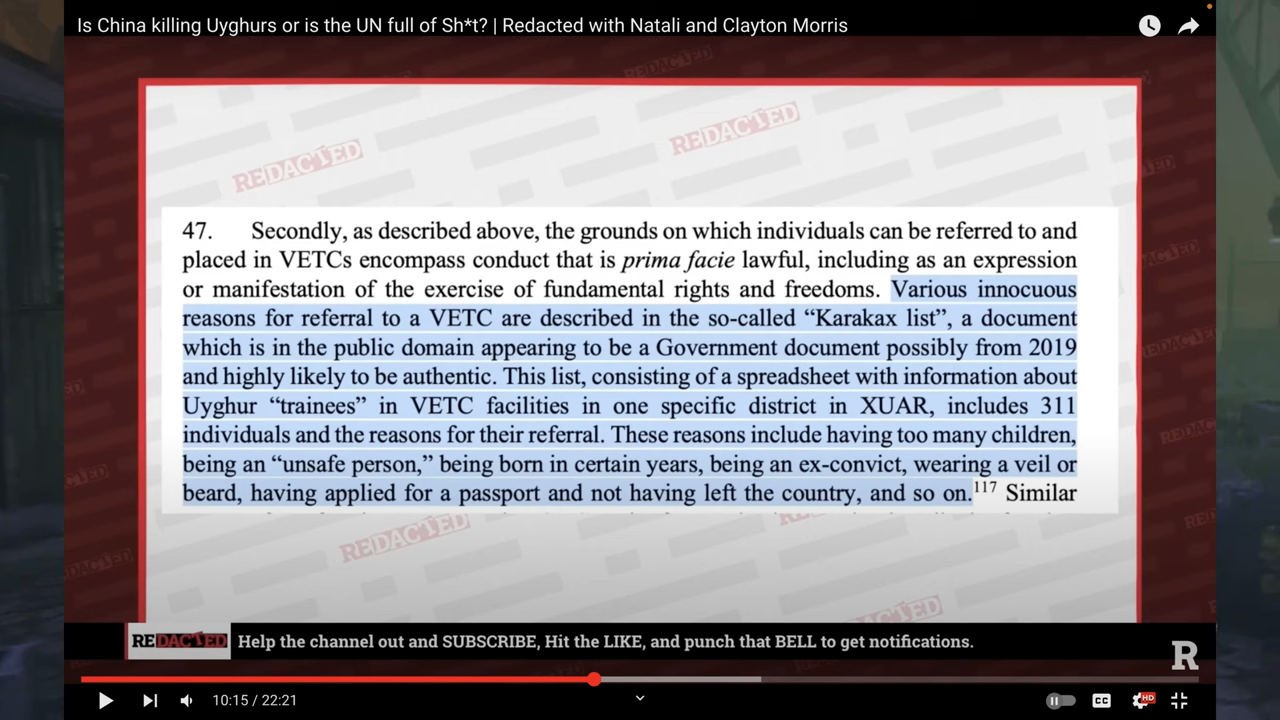 Is China killing Uyghurs or is the UN full of Sh*t? | Redacted with Natali and Clayton Morris
REDACTED
REDACTED
REDACTED
47. Secondly, as described above, the grounds on which individuals can be referred to and
placed in VETCs encompass conduct that is prima facie lawful, including as an expression
or manifestation of the exercise of fundamental rights and freedoms. Various innocuous
reasons for referral to a VETC are described in the so-called “Karakax list”, a document
which is in the public domain appearing to be a Government document possibly from 2019
and highly likely to be authentic. This list, consisting of a spreadsheet with information about
Uyghur “trainees” in VETC facilities in one specific district in XUAR, includes 311
individuals and the reasons for their referral. These reasons include having too many children,
being an “unsafe person,” being born in certain years, being an ex-convict, wearing a veil or
beard, having applied for a passport and not having left the country, and so on.117 Similar
REDACTED
REDACTED
REDACTED Help the channel out and SUBSCRIBE, Hit the LIKE, and punch that BELL to get notifications.
R
10:15 / 22:21
CC
HD